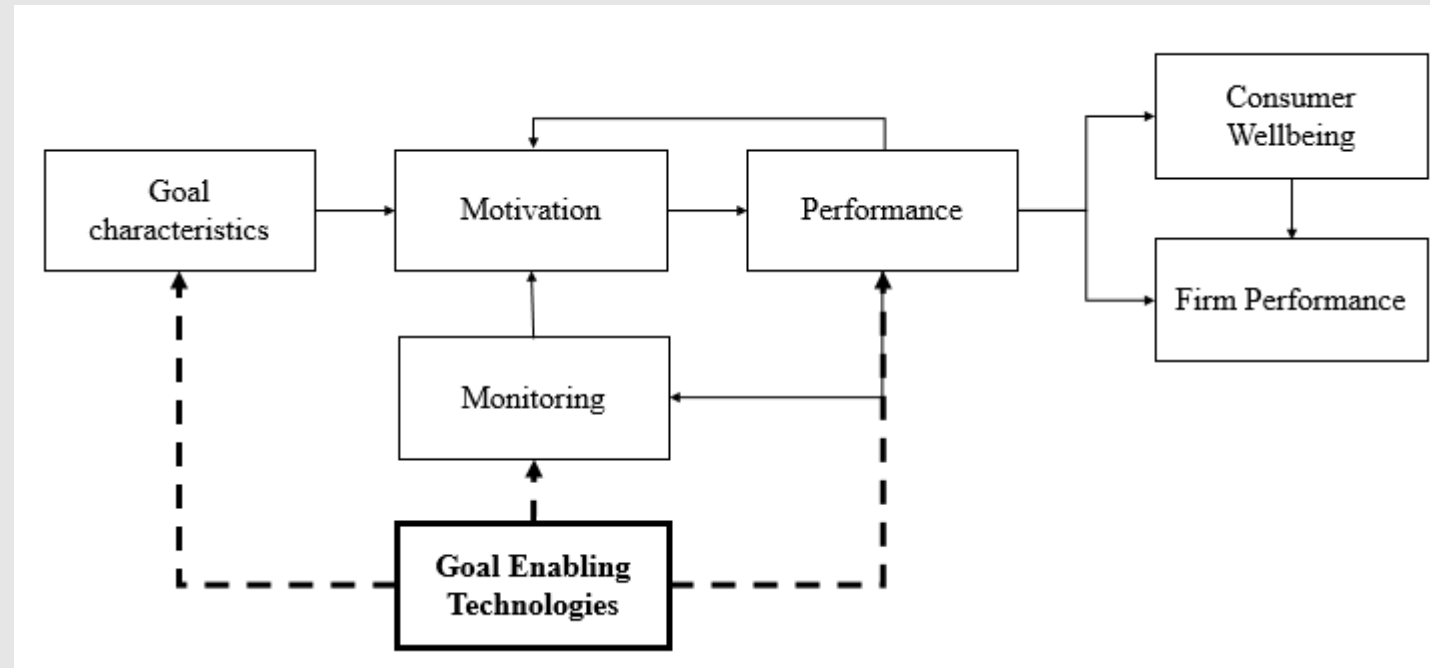 Goal
characteristics
Motivation
Performance
Consumer
Wellbeing
Firm Performance
Monitoring
Goal Enabling
Technologies